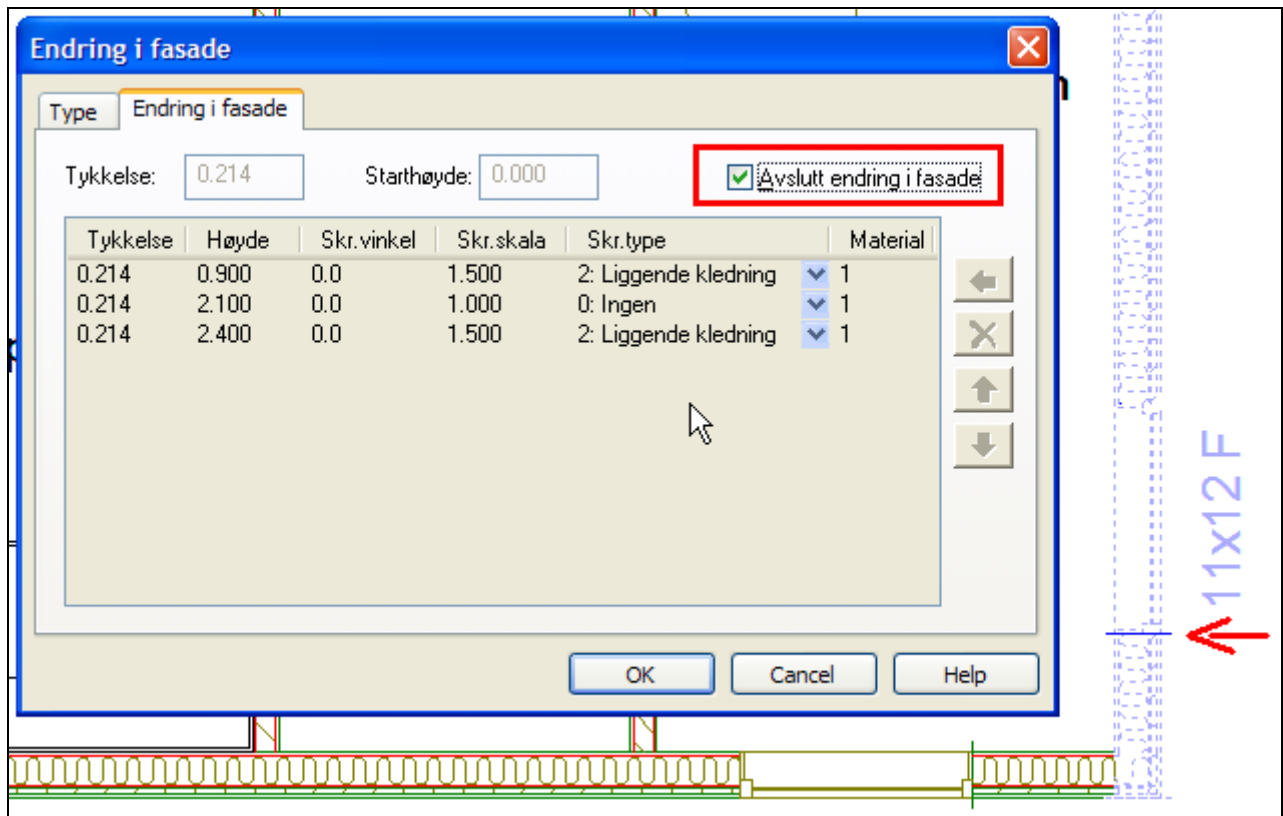 Endring i fasade
Type Endring i fasade
Tykkelse: 0.214 Starthøyde: 0.000 Avslutt endring i fasade
Tykkelse Høyde Skr.vinkel Skr.skala Skr.type Material
0.214 0.900 0.0 1.500 2: Liggende kledning 1
0.214 2.100 0.0 1.000 0: Ingen 1
0.214 2.400 0.0 1.500 2: Liggende kledning 1
11x12 F
OK Cancel Help